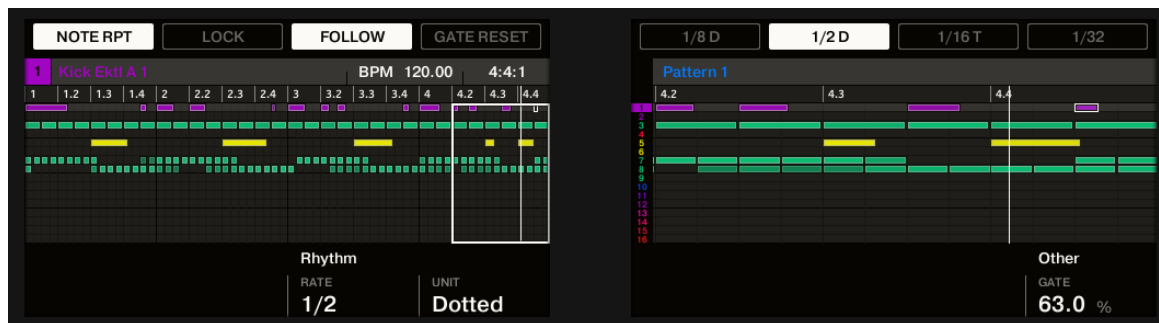 NOTE RPT LOCK FOLLOW GATE RESET
1 Kick Ektl A 1 BPM 120.00 4:4:1
1 1.2 1.3 1.4 2 2.2 2.3 2.4 3 3.2 3.3 3.4 4 4.2 4.3 4.4
Rhythm
RATE UNIT
1/2 Dotted
1/8 D 1/2 D 1/16 T 1/32
Pattern 1
4.2 4.3 4.4
1
2
3
4
5
6
7
8
9
10
11
12
13
14
15
16
Other
GATE
63.0 %